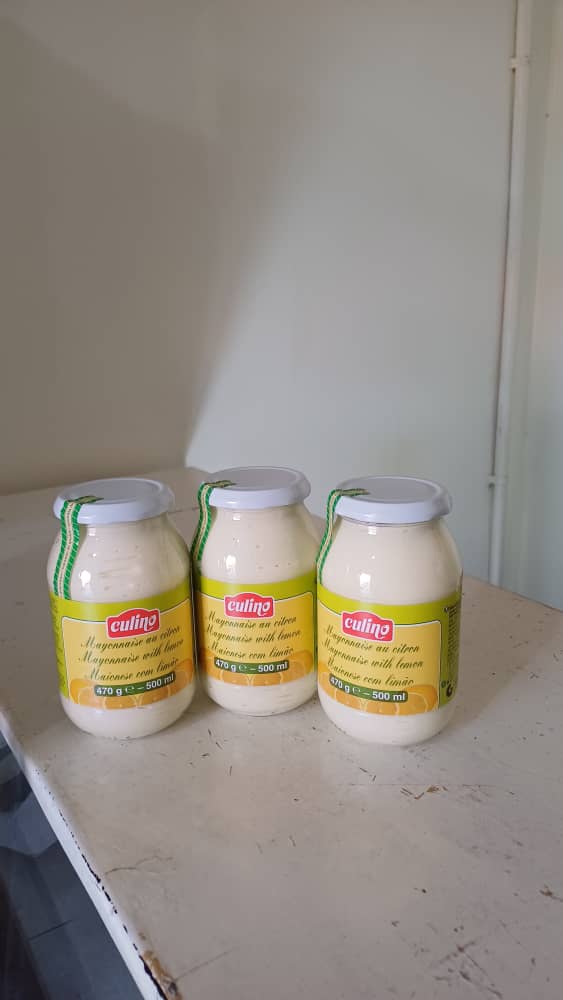 culino
Mayonnaise au citron
Mayonnaise with lemon
Maionese com limão
470 g ℮ – 500 ml
culino
Mayonnaise au citron
Mayonnaise with lemon
Maionese com limão
470 g ℮ – 500 ml
culino
Mayonnaise au citron
Mayonnaise with lemon
Maionese com limão
470 g ℮ – 500 ml